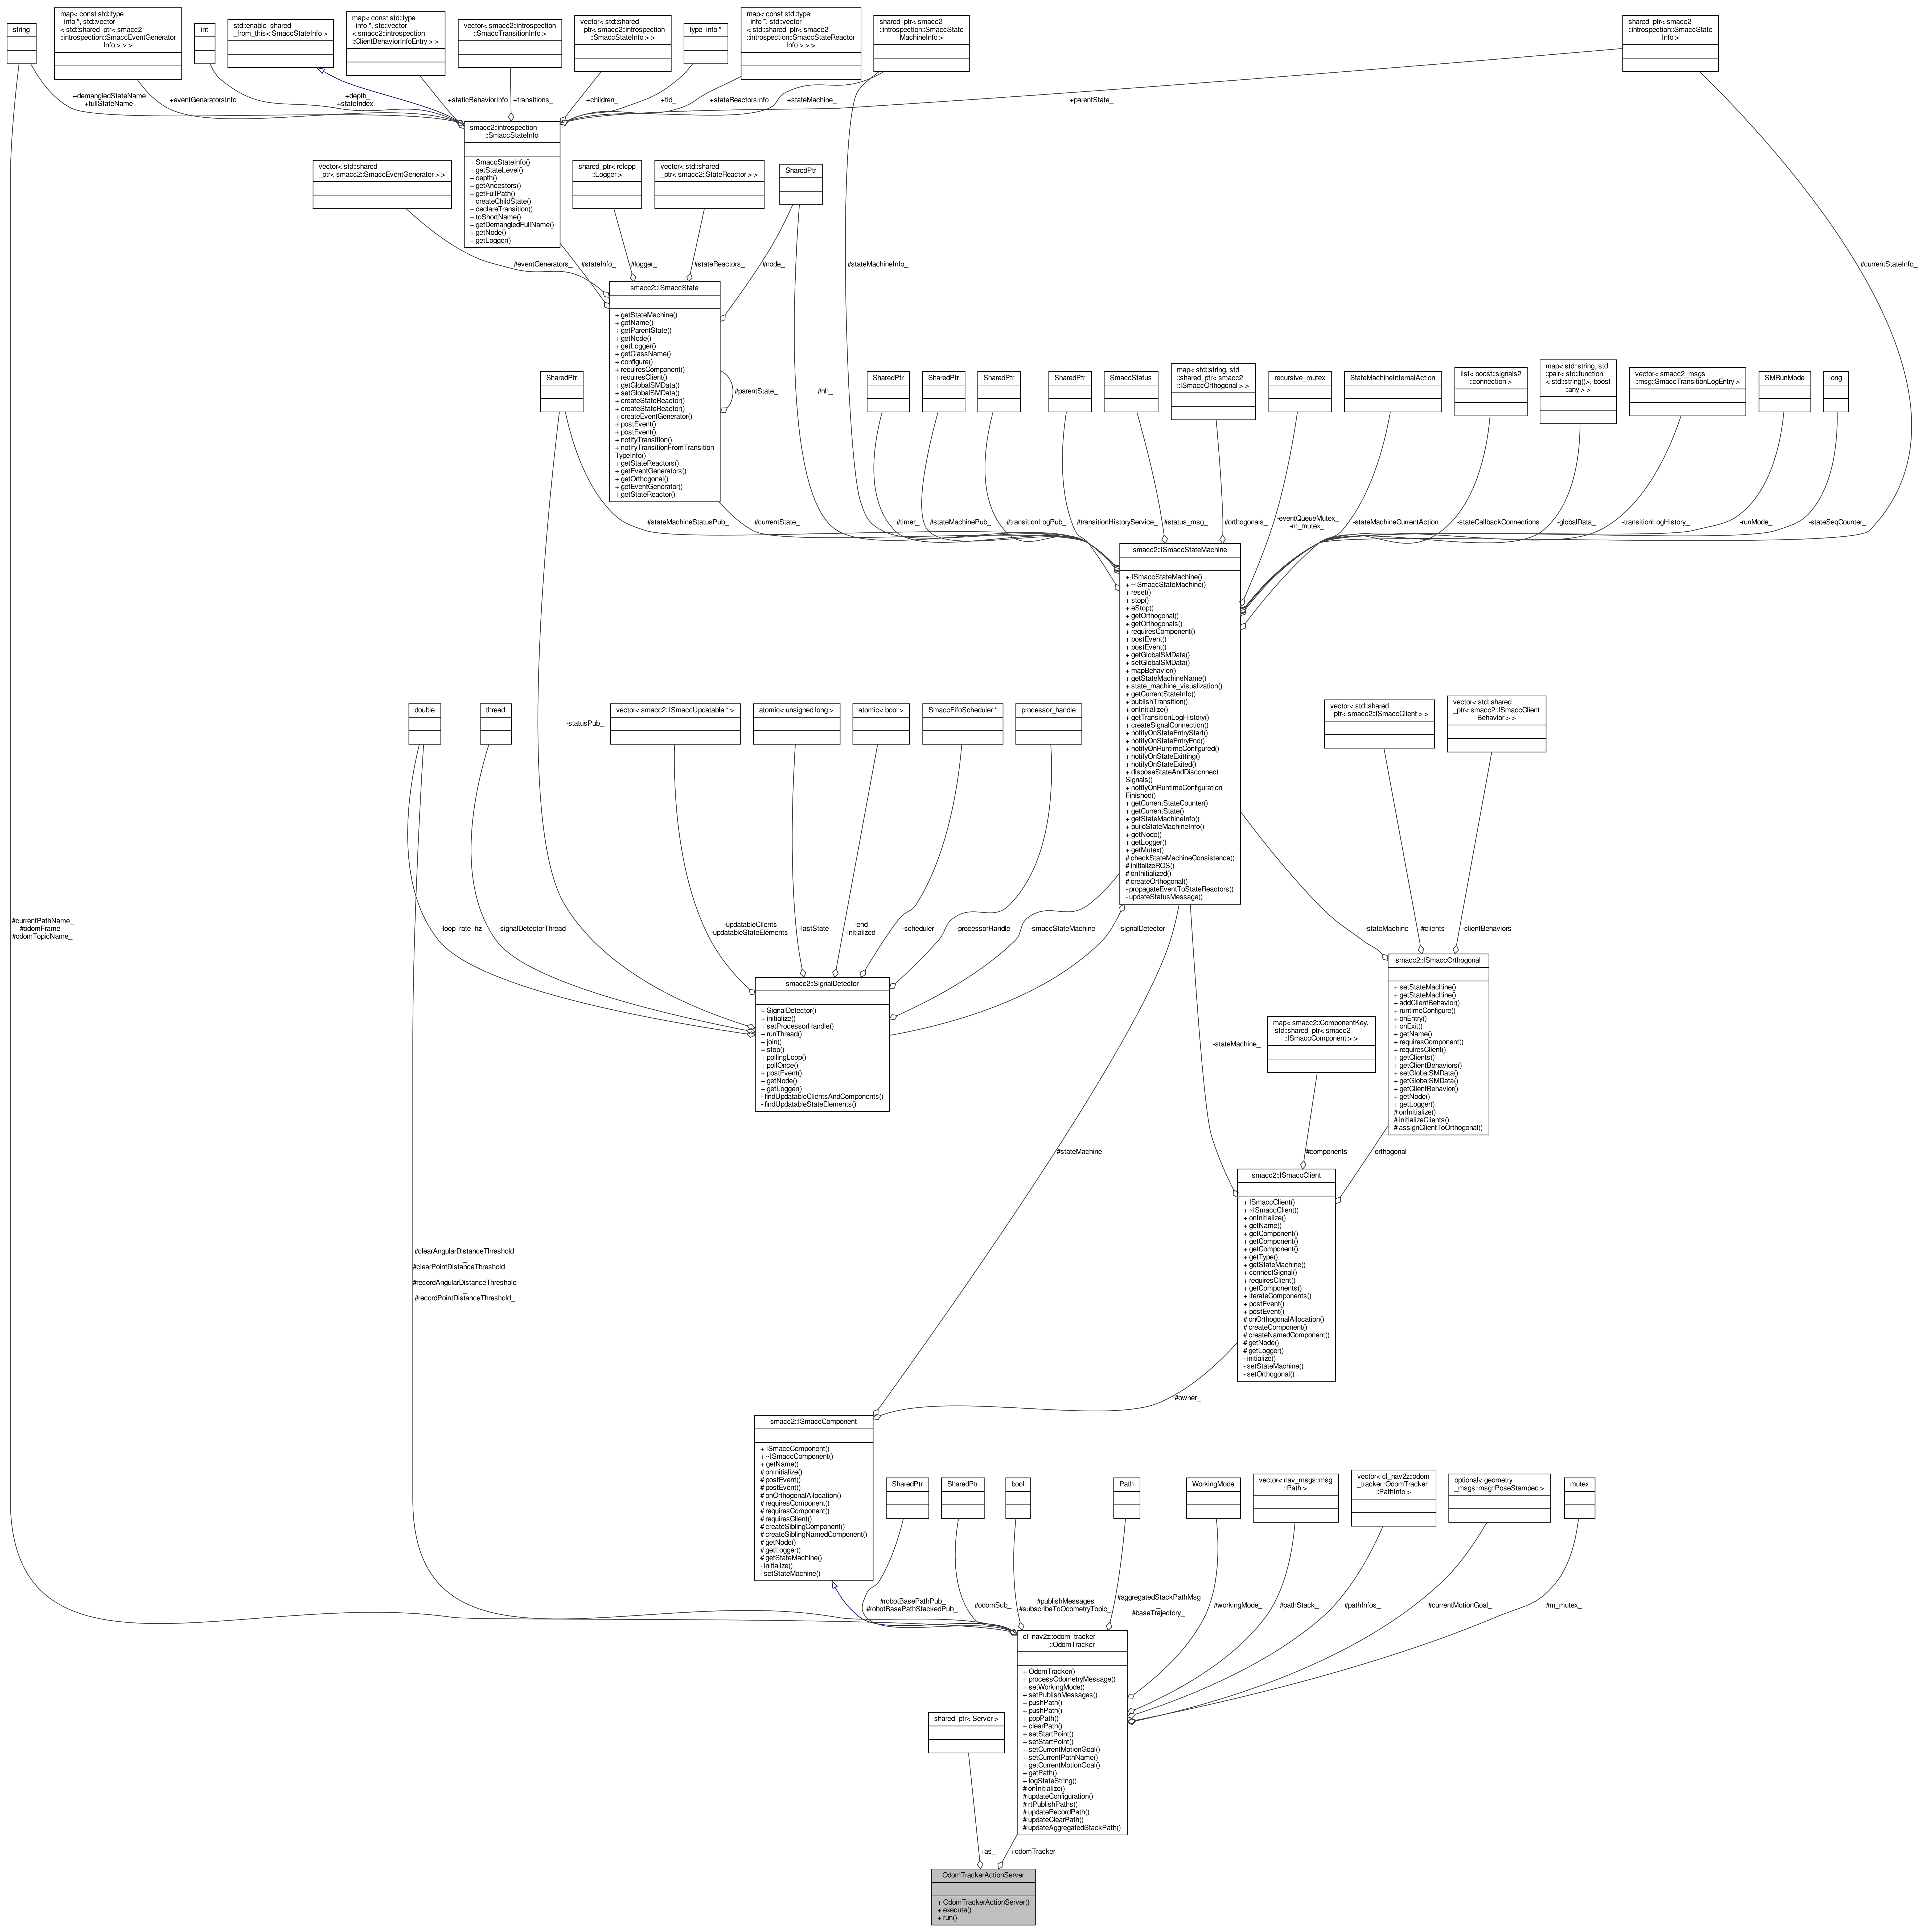 string
map< const std::type
_info *, std::vector
< std::shared_ptr< smacc2
::introspection::SmaccEventGenerator
Info > > >
int
std::enable_shared
_from_this< SmaccStateInfo >
map< const std::type
_info *, std::vector
< smacc2::introspection
::ClientBehaviorInfoEntry > >
vector< smacc2::introspection
::SmaccTransitionInfo >
vector< std::shared
_ptr< smacc2::introspection
::SmaccStateInfo > >
type_info *
map< const std::type
_info *, std::vector
< std::shared_ptr< smacc2
::introspection::SmaccStateReactor
Info > > >
shared_ptr< smacc2
::introspection::SmaccState
MachineInfo >
shared_ptr< smacc2
::introspection::SmaccState
Info >
+demangledStateName
+fullStateName
+eventGeneratorsInfo
+depth_
+stateIndex_
+staticBehaviorInfo
+transitions_
+children_
+tid_
+stateReactorsInfo
+stateMachine_
+parentState_
smacc2::introspection
::SmaccStateInfo
+ SmaccStateInfo()
+ getStateLevel()
+ depth()
+ getAncestors()
+ getFullPath()
+ createChildState()
+ declareTransition()
+ toShortName()
+ getDemangledFullName()
+ getNode()
+ getLogger()
vector< std::shared
_ptr< smacc2::SmaccEventGenerator > >
shared_ptr< rclcpp
::Logger >
vector< std::shared
_ptr< smacc2::StateReactor > >
SharedPtr
#eventGenerators_
#stateInfo_
#logger_
#stateReactors_
#node_
#stateMachineInfo_
#currentStateInfo_
smacc2::ISmaccState
+ getStateMachine()
+ getName()
+ getParentState()
+ getNode()
+ getLogger()
+ getClassName()
+ configure()
+ requiresComponent()
+ requiresClient()
+ getGlobalSMData()
+ setGlobalSMData()
+ createStateReactor()
+ createStateReactor()
+ createEventGenerator()
+ postEvent()
+ postEvent()
+ notifyTransition()
+ notifyTransitionFromTransition
TypeInfo()
+ getStateReactors()
+ getEventGenerators()
+ getOrthogonal()
+ getEventGenerator()
+ getStateReactor()
#parentState_
#nh_
SharedPtr
SharedPtr
SharedPtr
SharedPtr
SharedPtr
SmaccStatus
map< std::string, std
::shared_ptr< smacc2
::ISmaccOrthogonal > >
recursive_mutex
StateMachineInternalAction
list< boost::signals2
::connection >
map< std::string, std
::pair< std::function
< std::string()>, boost
::any > >
vector< smacc2_msgs
::msg::SmaccTransitionLogEntry >
SMRunMode
long
#stateMachineStatusPub_
#currentState_
#timer_
#stateMachinePub_
#transitionLogPub_
#transitionHistoryService_
#status_msg_
#orthogonals_
-eventQueueMutex_
-m_mutex_
-stateMachineCurrentAction
-stateCallbackConnections
-globalData_
-transitionLogHistory_
-runMode_
-stateSeqCounter_
smacc2::ISmaccStateMachine
+ ISmaccStateMachine()
+ ~ISmaccStateMachine()
+ reset()
+ stop()
+ eStop()
+ getOrthogonal()
+ getOrthogonals()
+ requiresComponent()
+ postEvent()
+ postEvent()
+ getGlobalSMData()
+ setGlobalSMData()
+ mapBehavior()
+ getStateMachineName()
+ state_machine_visualization()
+ getCurrentStateInfo()
+ publishTransition()
+ onInitialize()
+ getTransitionLogHistory()
+ createSignalConnection()
+ notifyOnStateEntryStart()
+ notifyOnStateEntryEnd()
+ notifyOnRuntimeConfigured()
+ notifyOnStateExitting()
+ notifyOnStateExited()
+ disposeStateAndDisconnect
Signals()
+ notifyOnRuntimeConfiguration
Finished()
+ getCurrentStateCounter()
+ getCurrentState()
+ getStateMachineInfo()
+ buildStateMachineInfo()
+ getNode()
+ getLogger()
+ getMutex()
# checkStateMachineConsistence()
# initializeROS()
# onInitialized()
# createOrthogonal()
- propagateEventToStateReactors()
- updateStatusMessage()
double
thread
-statusPub_
vector< smacc2::ISmaccUpdatable * >
atomic< unsigned long >
atomic< bool >
SmaccFifoScheduler *
processor_handle
vector< std::shared
_ptr< smacc2::ISmaccClient > >
vector< std::shared
_ptr< smacc2::ISmaccClient
Behavior > >
#currentPathName_
#odomFrame_
#odomTopicName_
-loop_rate_hz
-signalDetectorThread_
-updatableClients_
-updatableStateElements_
-lastState_
-end_
-initialized_
-scheduler_
-processorHandle_
-smaccStateMachine_
-signalDetector_
-stateMachine_
#clients_
-clientBehaviors_
smacc2::SignalDetector
+ SignalDetector()
+ initialize()
+ setProcessorHandle()
+ runThread()
+ join()
+ stop()
+ pollingLoop()
+ pollOnce()
+ postEvent()
+ getNode()
+ getLogger()
- findUpdatableClientsAndComponents()
- findUpdatableStateElements()
smacc2::ISmaccOrthogonal
+ setStateMachine()
+ getStateMachine()
+ addClientBehavior()
+ runtimeConfigure()
+ onEntry()
+ onExit()
+ getName()
+ requiresComponent()
+ requiresClient()
+ getClients()
+ getClientBehaviors()
+ setGlobalSMData()
+ getGlobalSMData()
+ getClientBehavior()
+ getNode()
+ getLogger()
# onInitialize()
# initializeClients()
# assignClientToOrthogonal()
-stateMachine_
map< smacc2::ComponentKey,
std::shared_ptr< smacc2
::ISmaccComponent > >
#stateMachine_
#components_
-orthogonal_
smacc2::ISmaccClient
+ ISmaccClient()
+ ~ISmaccClient()
+ onInitialize()
+ getName()
+ getComponent()
+ getComponent()
+ getComponent()
+ getType()
+ getStateMachine()
+ connectSignal()
+ requiresClient()
+ getComponents()
+ iterateComponents()
+ postEvent()
+ postEvent()
# onOrthogonalAllocation()
# createComponent()
# createNamedComponent()
# getNode()
# getLogger()
- initialize()
- setStateMachine()
- setOrthogonal()
#clearAngularDistanceThreshold
_
#clearPointDistanceThreshold
_
#recordAngularDistanceThreshold
_
#recordPointDistanceThreshold_
#owner_
smacc2::ISmaccComponent
+ ISmaccComponent()
+ ~ISmaccComponent()
+ getName()
# onInitialize()
# postEvent()
# postEvent()
# onOrthogonalAllocation()
# requiresComponent()
# requiresComponent()
# requiresClient()
# createSiblingComponent()
# createSiblingNamedComponent()
# getNode()
# getLogger()
# getStateMachine()
- initialize()
- setStateMachine()
SharedPtr
SharedPtr
bool
Path
WorkingMode
vector< nav_msgs::msg
::Path >
vector< cl_nav2z::odom
_tracker::OdomTracker
::PathInfo >
optional< geometry
_msgs::msg::PoseStamped >
mutex
#robotBasePathPub_
#robotBasePathStackedPub_
#odomSub_
#publishMessages
#subscribeToOdometryTopic_
#aggregatedStackPathMsg
_
#baseTrajectory_
#workingMode_
#pathStack_
#pathInfos_
#currentMotionGoal_
#m_mutex_
cl_nav2z::odom_tracker
::OdomTracker
+ OdomTracker()
+ processOdometryMessage()
+ setWorkingMode()
+ setPublishMessages()
+ pushPath()
+ pushPath()
+ popPath()
+ clearPath()
+ setStartPoint()
+ setStartPoint()
+ setCurrentMotionGoal()
+ setCurrentPathName()
+ getCurrentMotionGoal()
+ getPath()
+ logStateString()
# onInitialize()
# updateConfiguration()
# rtPublishPaths()
# updateRecordPath()
# updateClearPath()
# updateAggregatedStackPath()
shared_ptr< Server >
+as_
+odomTracker
OdomTrackerActionServer
+ OdomTrackerActionServer()
+ execute()
+ run()